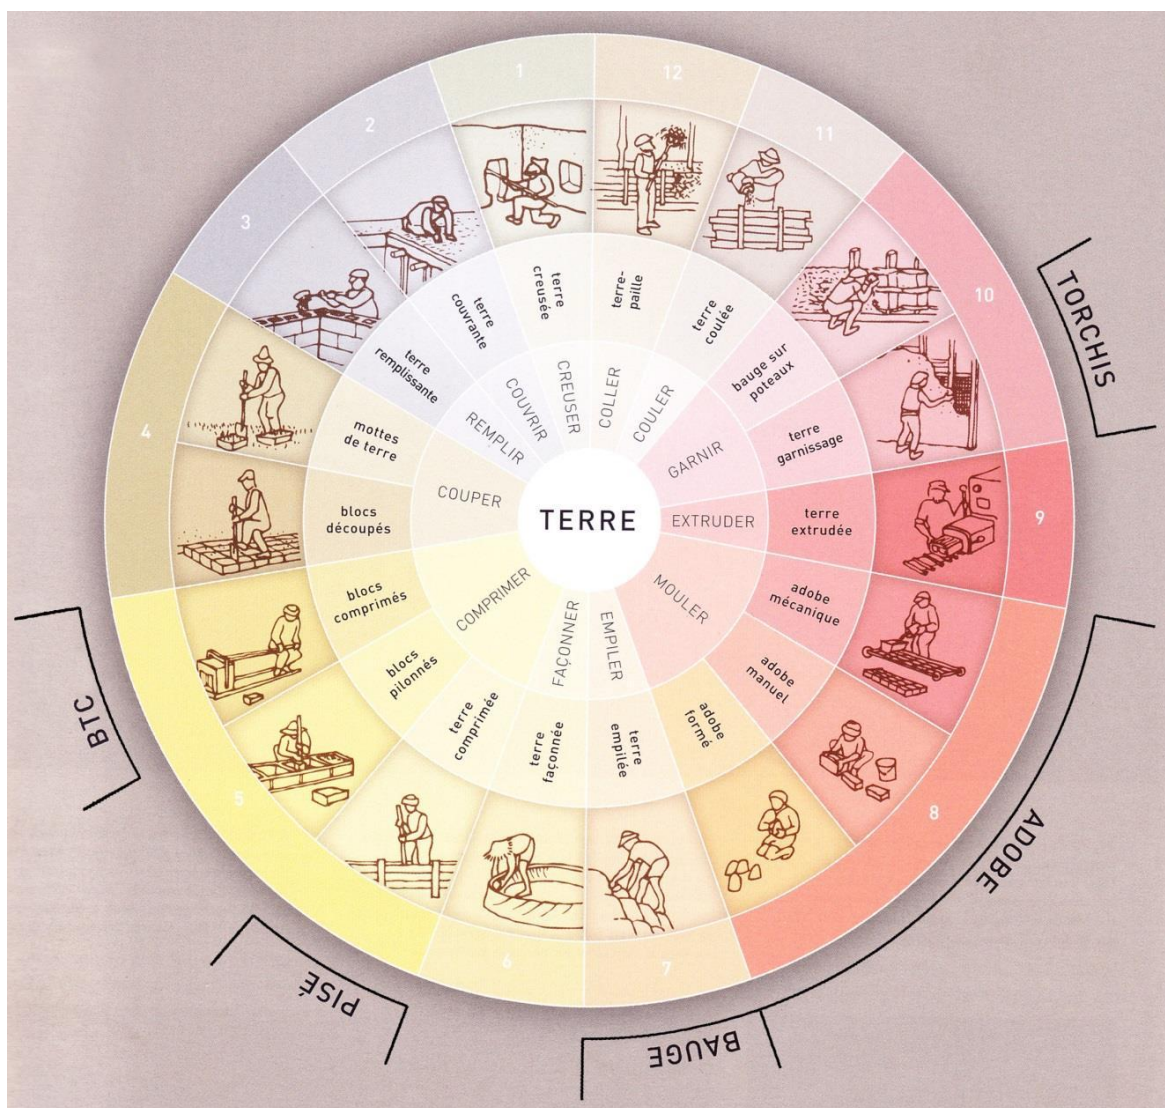 TERRE
CREUSER
COUVRIR
REMPLIR
COUPER
COMPRIMER
FAÇONNER
EMPILER
MOULER
EXTRUDER
GARNIR
COULER
COLLER
terre
creusée
terre
couvrante
terre
remplissante
mottes
de terre
blocs
découpés
blocs
comprimés
blocs
pilonnés
terre
comprimée
terre
façonnée
terre
empilée
adobe
formé
adobe
manuel
adobe
mécanique
terre
extrudée
terre
garnissage
bauge sur
poteaux
terre
coulée
terre-
paille
1
2
3
4
5
6
7
8
9
10
11
12
TORCHIS
ADOBE
BAUGE
PISÉ
BTC